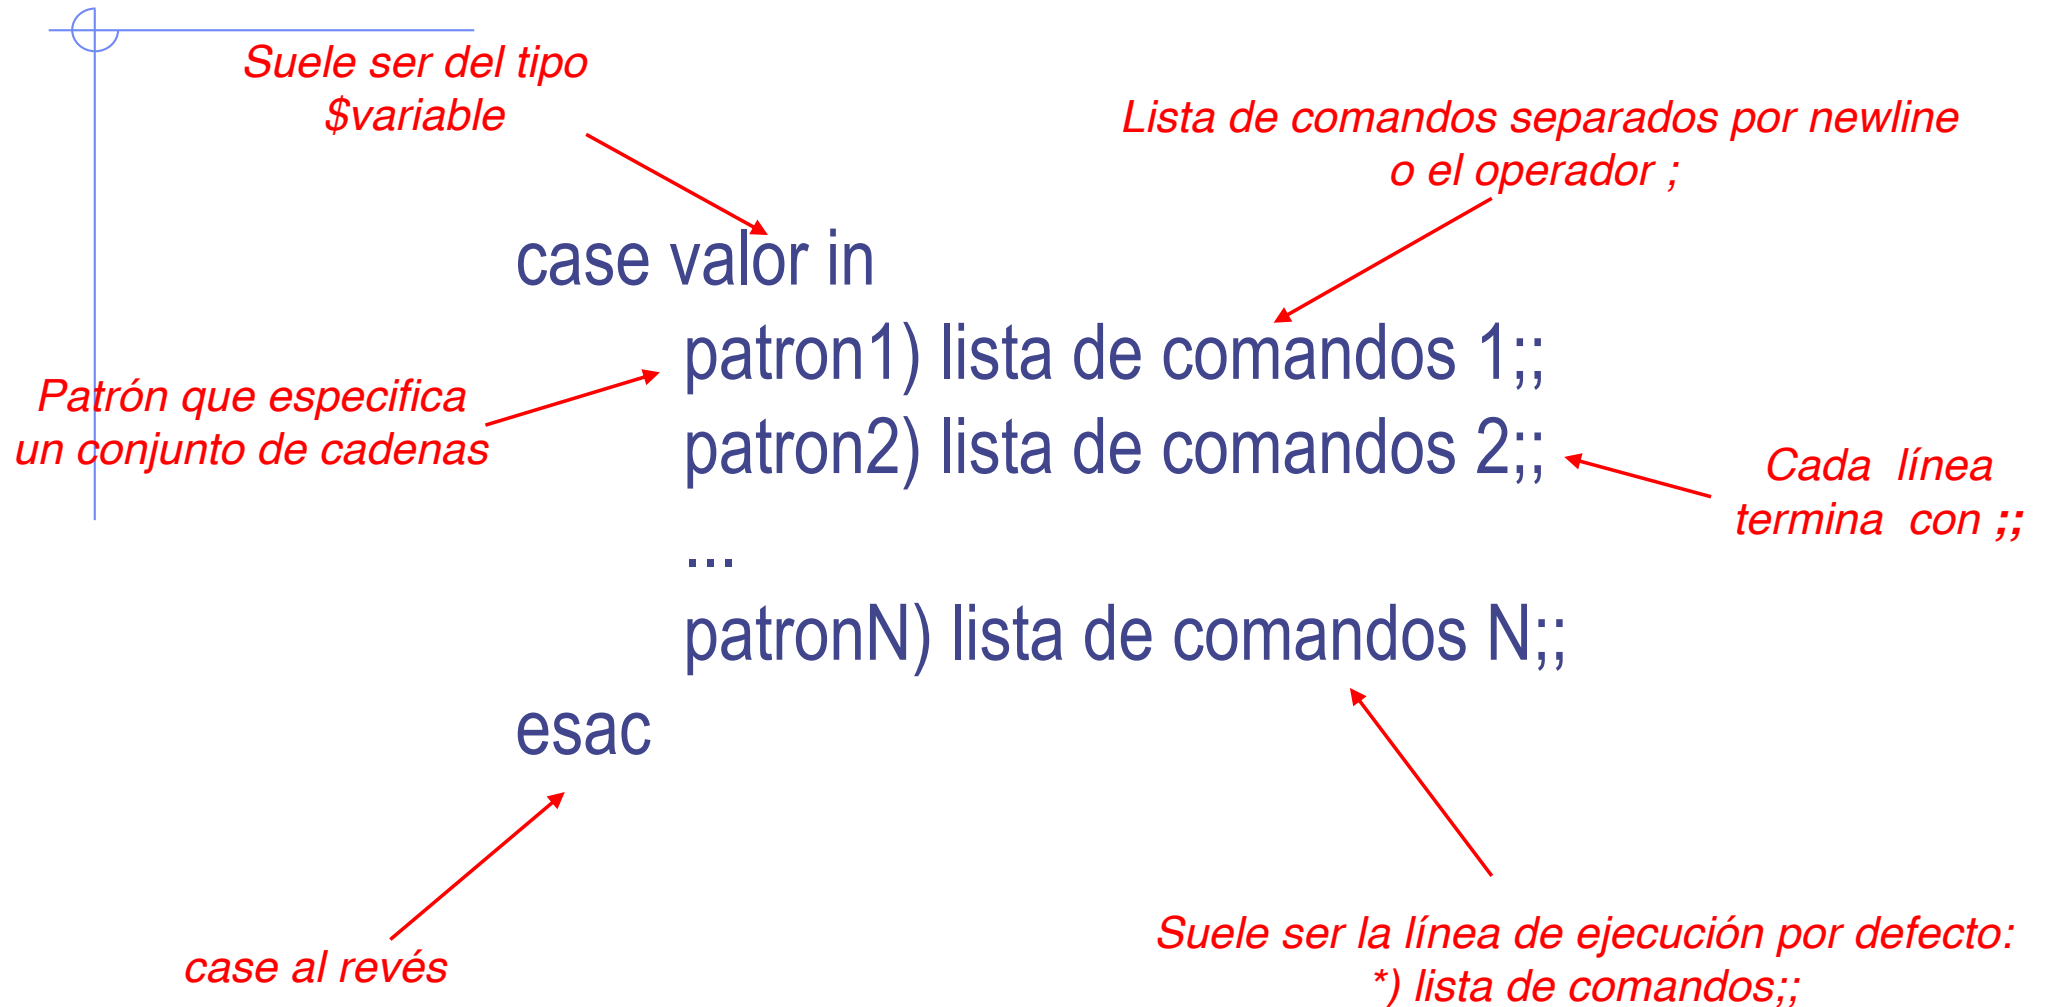 Suele ser del tipo
$variable
Lista de comandos separados por newline
o el operador ;
case valor in
patron1) lista de comandos 1;;
Patrón que especifica
un conjunto de cadenas
patron2) lista de comandos 2;;
Cada línea
termina con ;;
...
patronN) lista de comandos N;;
esac
case al revés
Suele ser la línea de ejecución por defecto:
*) lista de comandos;;